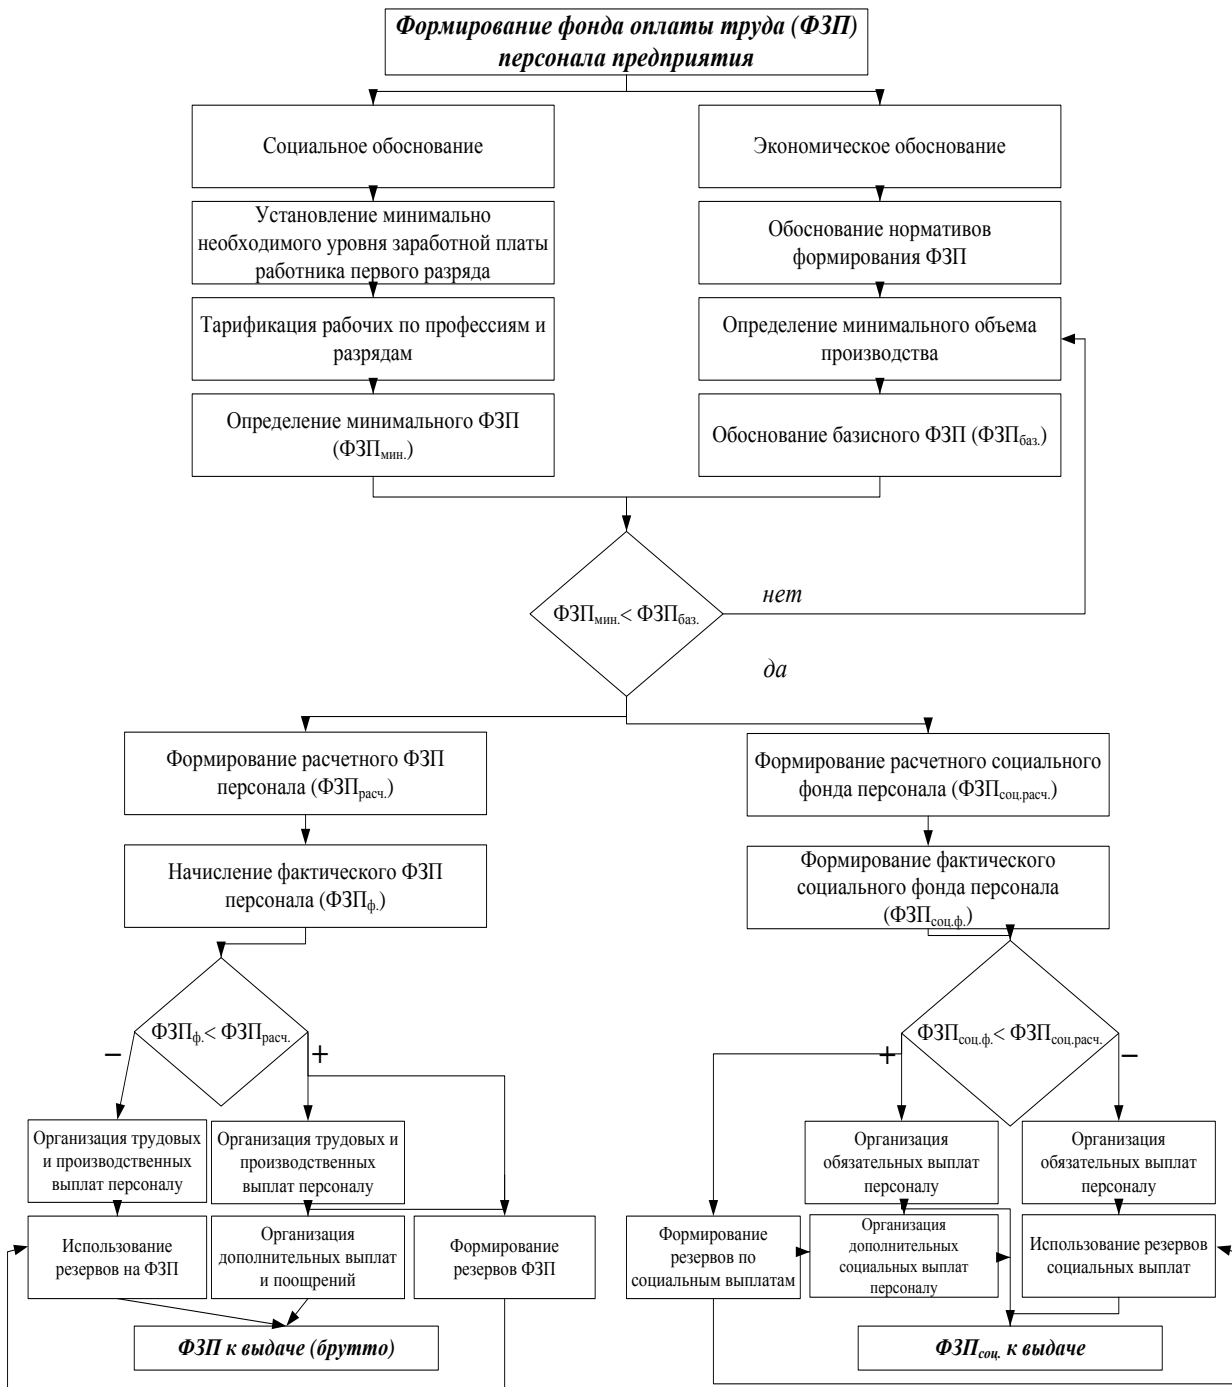 Формирование фонда оплаты труда (ФЗП)
персонала предприятия
Социальное обоснование
Экономическое обоснование
Установление минимально
необходимого уровня заработной платы
работника первого разряда
Обоснование нормативов
формирования ФЗП
Тарификация рабочих по профессиям и
разрядам
Определение минимального объема
производства
Определение минимального ФЗП
(ФЗПмин.)
Обоснование базисного ФЗП (ФЗПбаз.)
ФЗПмин.< ФЗПбаз.
нет
да
Формирование расчетного ФЗП
персонала (ФЗПрасч.)
Формирование расчетного социального
фонда персонала (ФЗПсоц.расч.)
Начисление фактического ФЗП
персонала (ФЗПф.)
Формирование фактического
социального фонда персонала
(ФЗПсоц.ф.)
ФЗПф.< ФЗПрасч.
–
+
ФЗПсоц.ф.< ФЗПсоц.расч.
+
–
Организация трудовых
и производственных
выплат персоналу
Организация трудовых и
производственных
выплат персоналу
Организация
обязательных выплат
персоналу
Организация
обязательных выплат
персоналу
Использование
резервов на ФЗП
Организация
дополнительных выплат
и поощрений
Формирование
резервов ФЗП
Формирование
резервов по
социальным выплатам
Организация
дополнительных
социальных выплат
персоналу
Использование резервов
социальных выплат
ФЗП к выдаче (брутто)
ФЗПсоц. к выдаче